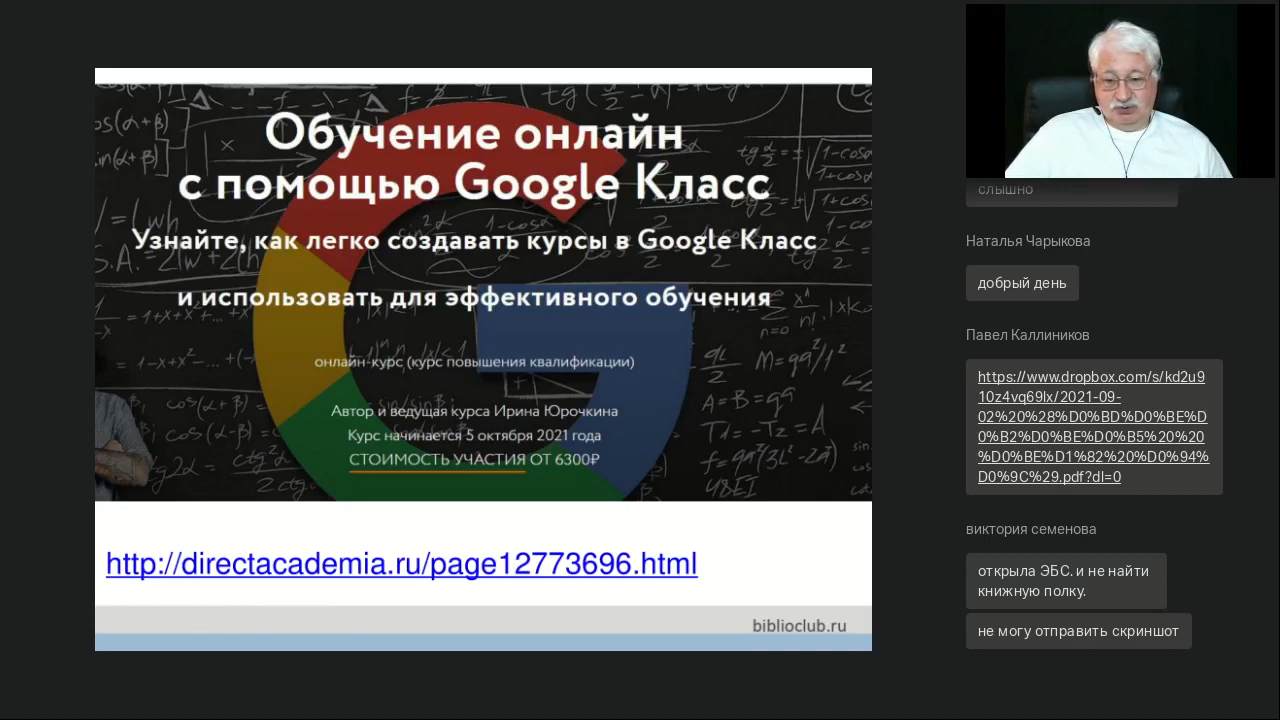 Обучение онлайн
с помощью Google Класс
Узнайте, как легко создавать курсы в Google Класс
и использовать для эффективного обучения
онлайн-курс (курс повышения квалификации)
Автор и ведущая курса Ирина Юрочкина
Курс начинается 5 октября 2021 года
СТОИМОСТЬ УЧАСТИЯ ОТ 6300₽
http://directacademia.ru/page12773696.html
biblioclub.ru
слышно
Наталья Чарыкова
добрый день
Павел Каллиников
https://www.dropbox.com/s/kd2u9
10z4vq69lx/2021-09-
02%20%28%D0%BD%D0%BE%D
0%B2%D0%BE%D0%B5%20%20
%D0%BE%D1%82%20%D0%94%
D0%9C%29.pdf?dl=0
виктория семенова
открыла ЭБС. и не найти
книжную полку.
не могу отправить скриншот